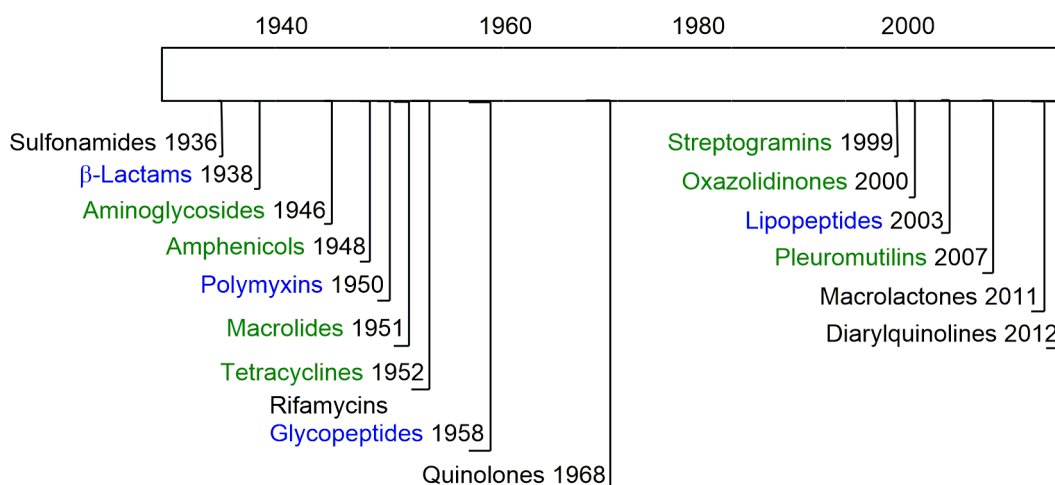 1940 1960 1980 2000
Sulfonamides 1936
β-Lactams 1938
Aminoglycosides 1946
Amphenicols 1948
Polymyxins 1950
Macrolides 1951
Tetracyclines 1952
Rifamycins
Glycopeptides 1958
Quinolones 1968
Streptogramins 1999
Oxazolidinones 2000
Lipopeptides 2003
Pleuromutilins 2007
Macrolactones 2011
Diarylquinolines 2012